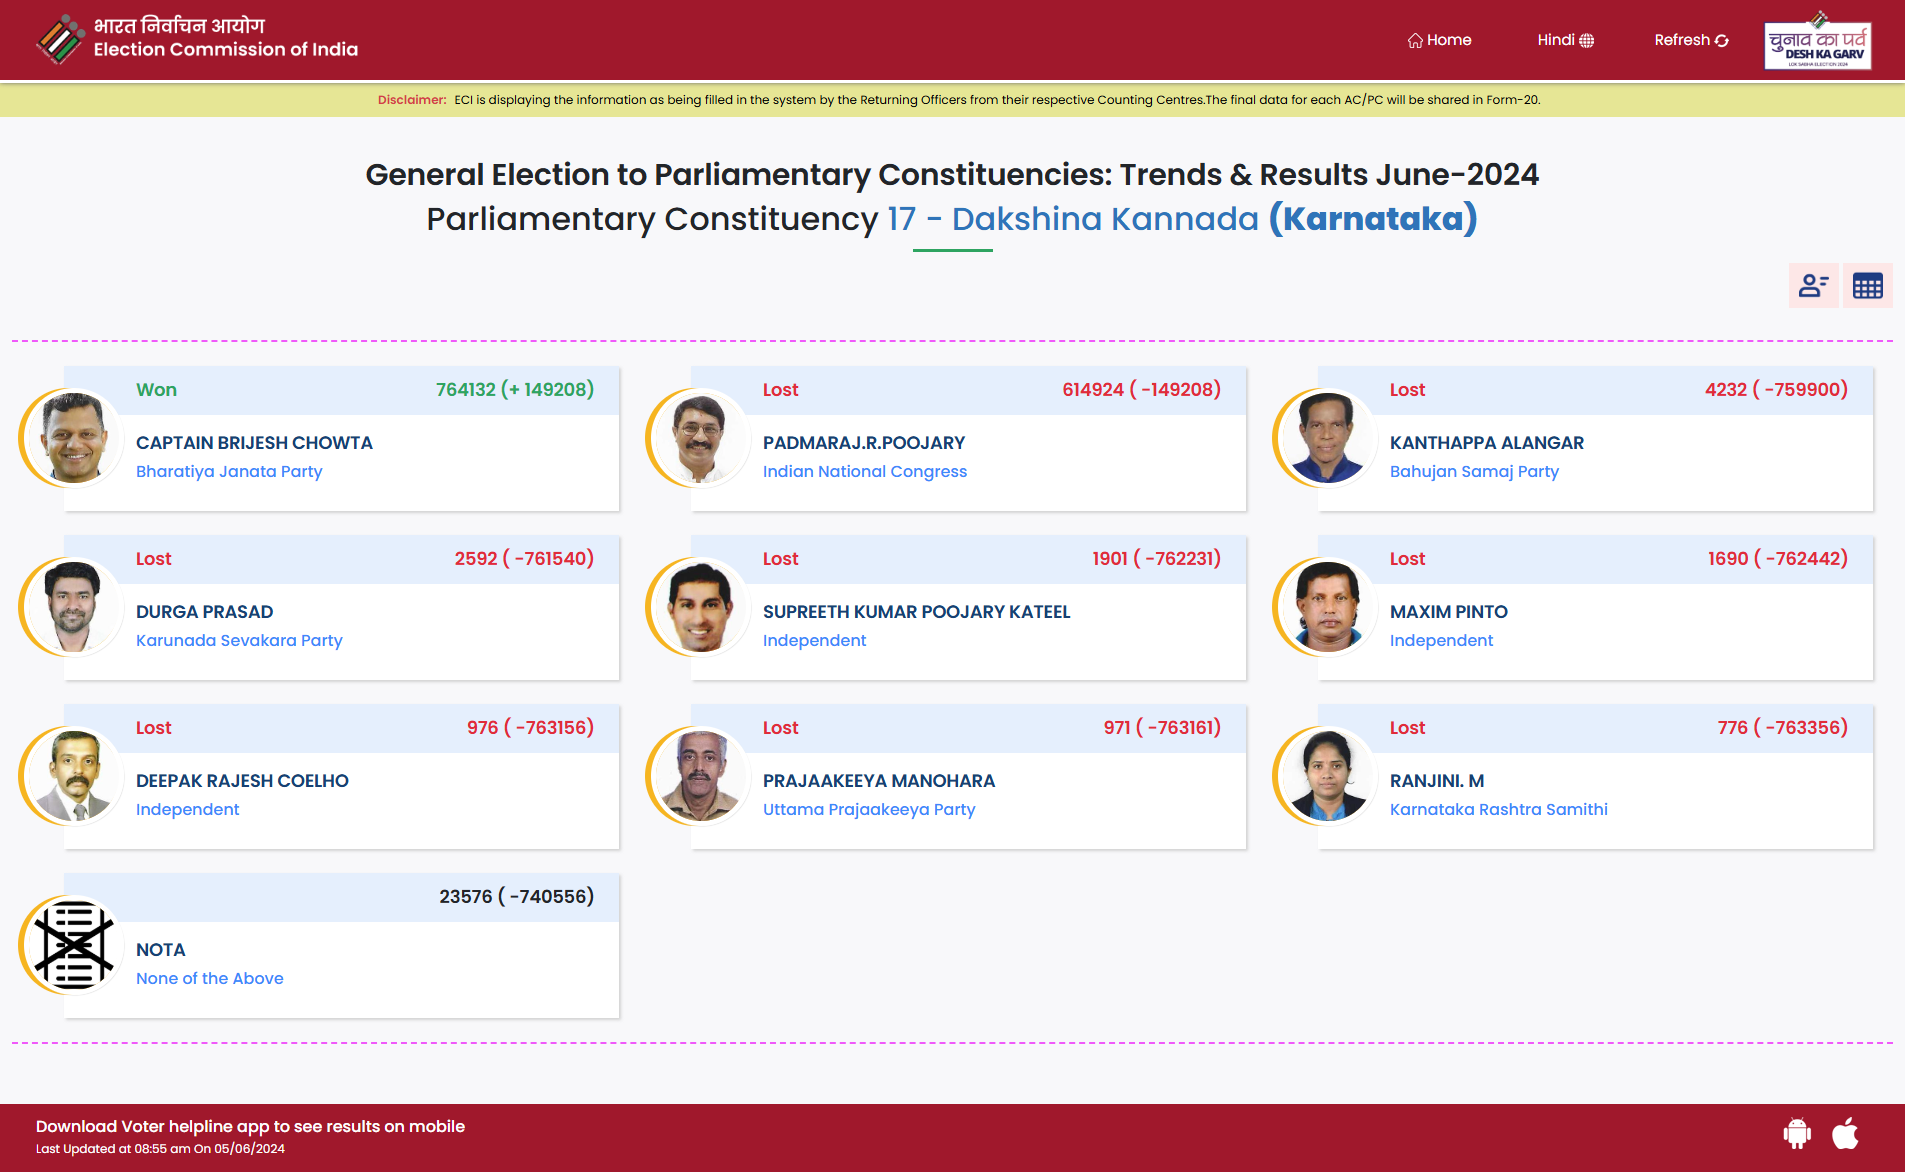 भारत निर्वाचन आयोग
Election Commission of India
Home
Hindi
Refresh
चुनाव का पर्व
DESH KA GARV
LOK SABHA ELECTION 2024
Disclaimer: ECI is displaying the information as being filled in the system by the Returning Officers from their respective Counting Centres.The final data for each AC/PC will be shared in Form-20.
General Election to Parliamentary Constituencies: Trends & Results June-2024
Parliamentary Constituency 17 - Dakshina Kannada (Karnataka)
Won 764132 (+ 149208)
CAPTAIN BRIJESH CHOWTA
Bharatiya Janata Party
Lost 614924 ( -149208)
PADMARAJ.R.POOJARY
Indian National Congress
Lost 4232 ( -759900)
KANTHAPPA ALANGAR
Bahujan Samaj Party
Lost 2592 ( -761540)
DURGA PRASAD
Karunada Sevakara Party
Lost 1901 ( -762231)
SUPREETH KUMAR POOJARY KATEEL
Independent
Lost 1690 ( -762442)
MAXIM PINTO
Independent
Lost 976 ( -763156)
DEEPAK RAJESH COELHO
Independent
Lost 971 ( -763161)
PRAJAAKEEYA MANOHARA
Uttama Prajaakeeya Party
Lost 776 ( -763356)
RANJINI. M
Karnataka Rashtra Samithi
23576 ( -740556)
NOTA
None of the Above
Download Voter helpline app to see results on mobile
Last Updated at 08:55 am On 05/06/2024